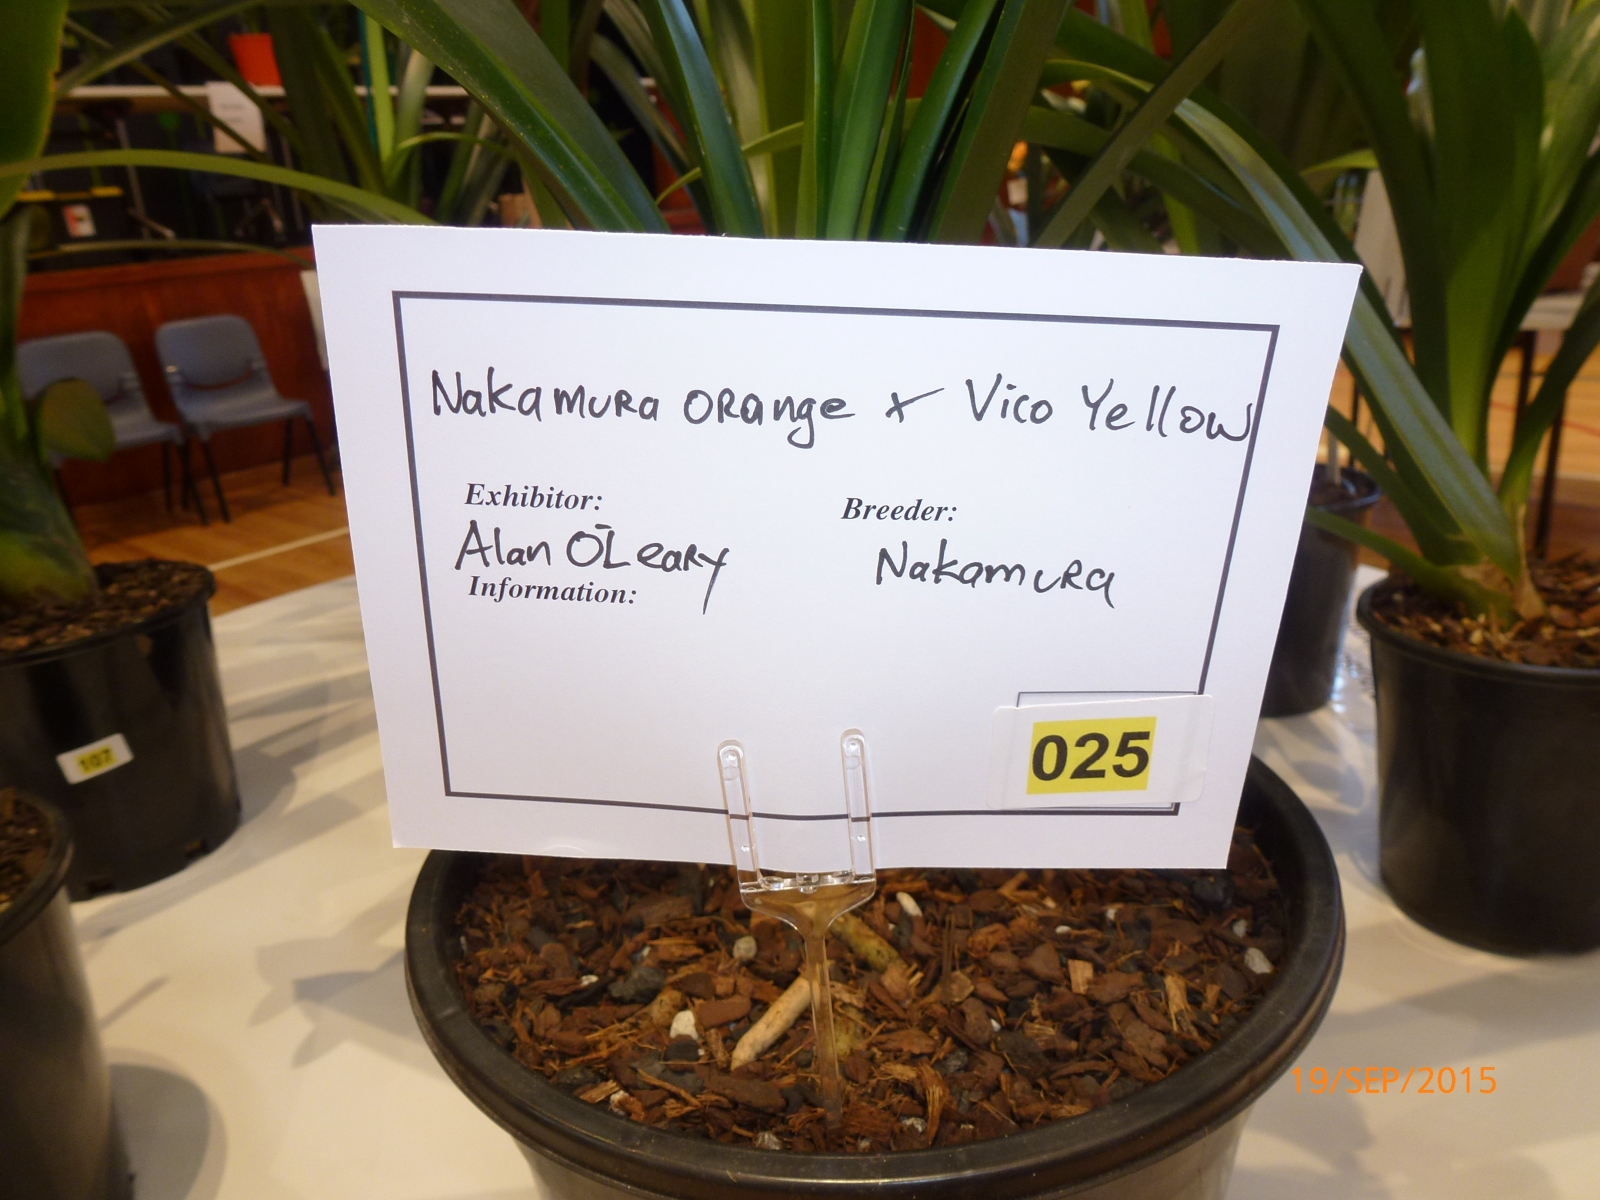 Nakamura Orange x Vico Yellow
Exhibitor:
Breeder:
Alan O'Leary
Nakamura
Information:
025
107
19/SEP/2015